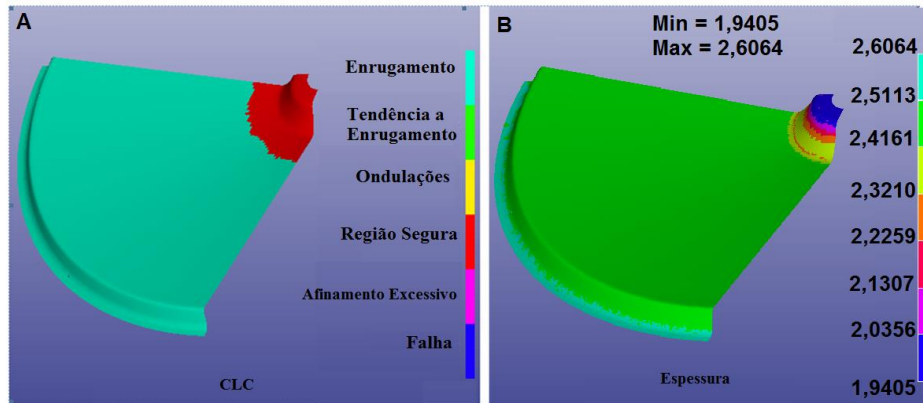 A
Enrugamento
Tendência a
Enrugamento
Ondulações
Região Segura
Afinamento Excessivo
Falha
CLC
B
Min = 1,9405
Max = 2,6064
2,6064
2,5113
2,4161
2,3210
2,2259
2,1307
2,0356
1,9405
Espessura